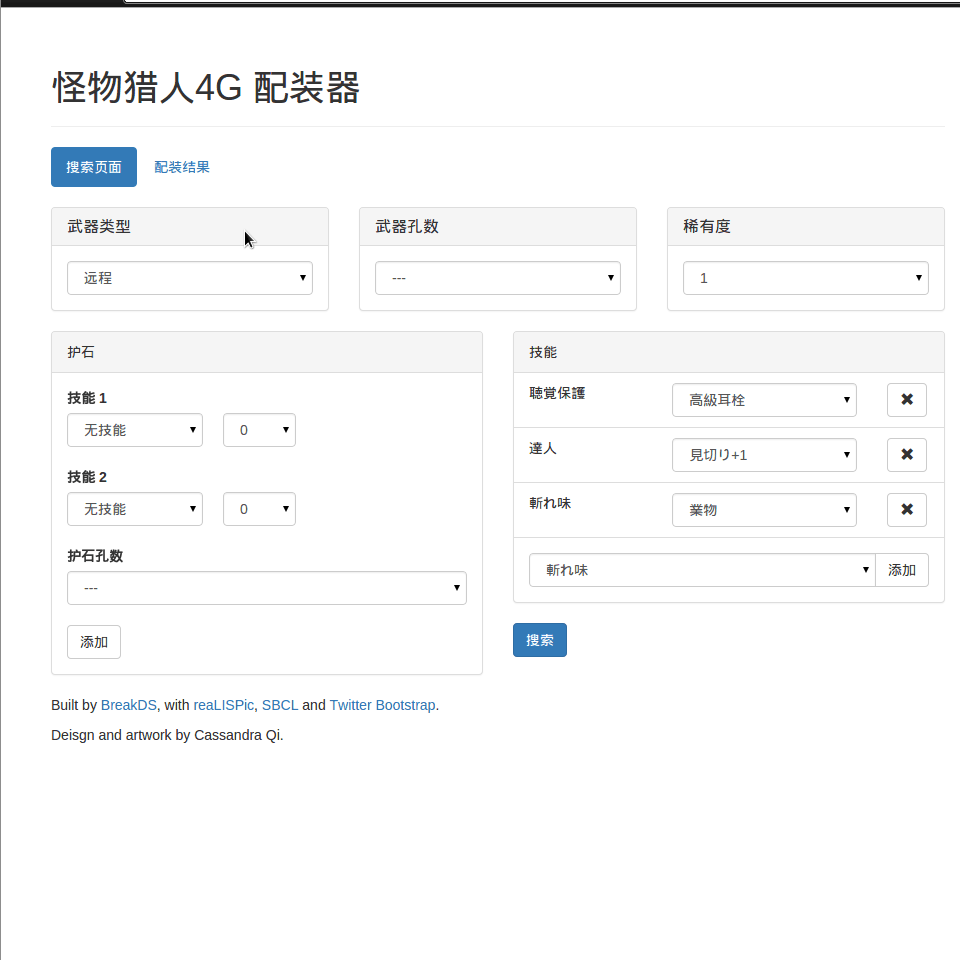 怪物猎人4G 配装器
搜索页面 配装结果
武器类型 武器孔数 稀有度
远程 --- 1
护石
技能 1
无技能 0
技能 2
无技能 0
护石孔数
---
添加
技能
聴覚保護 高級耳栓
達人 見切り+1
斬れ味 業物
斬れ味 添加
搜索
Built by BreakDS, with reaLISPic, SBCL and Twitter Bootstrap.
Deisgn and artwork by Cassandra Qi.